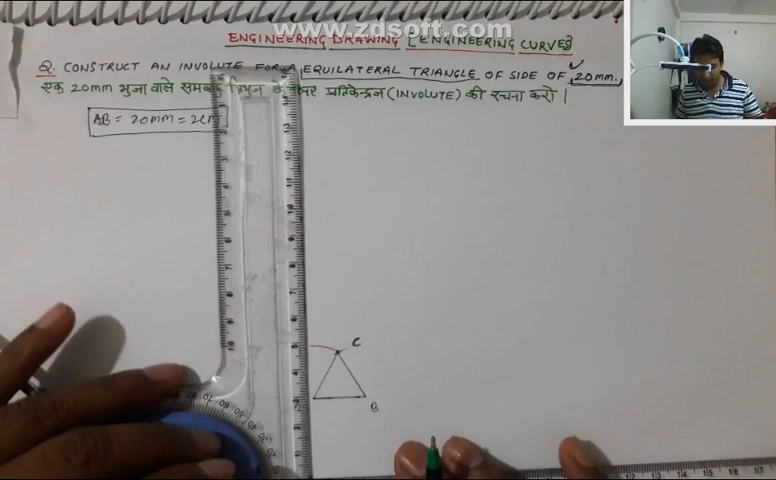 www.zdsoft.com
ENGINEERING DRAWING [ENGINEERING CURVES]
Q. CONSTRUCT AN INVOLUTE FOR A EQUILATERAL TRIANGLE OF SIDE OF 20mm.
एक 20mm भुजा वाले प्रतिकेन्द्रज (INVOLUTE) की रचना करो |
AB = 20mm =
C
B